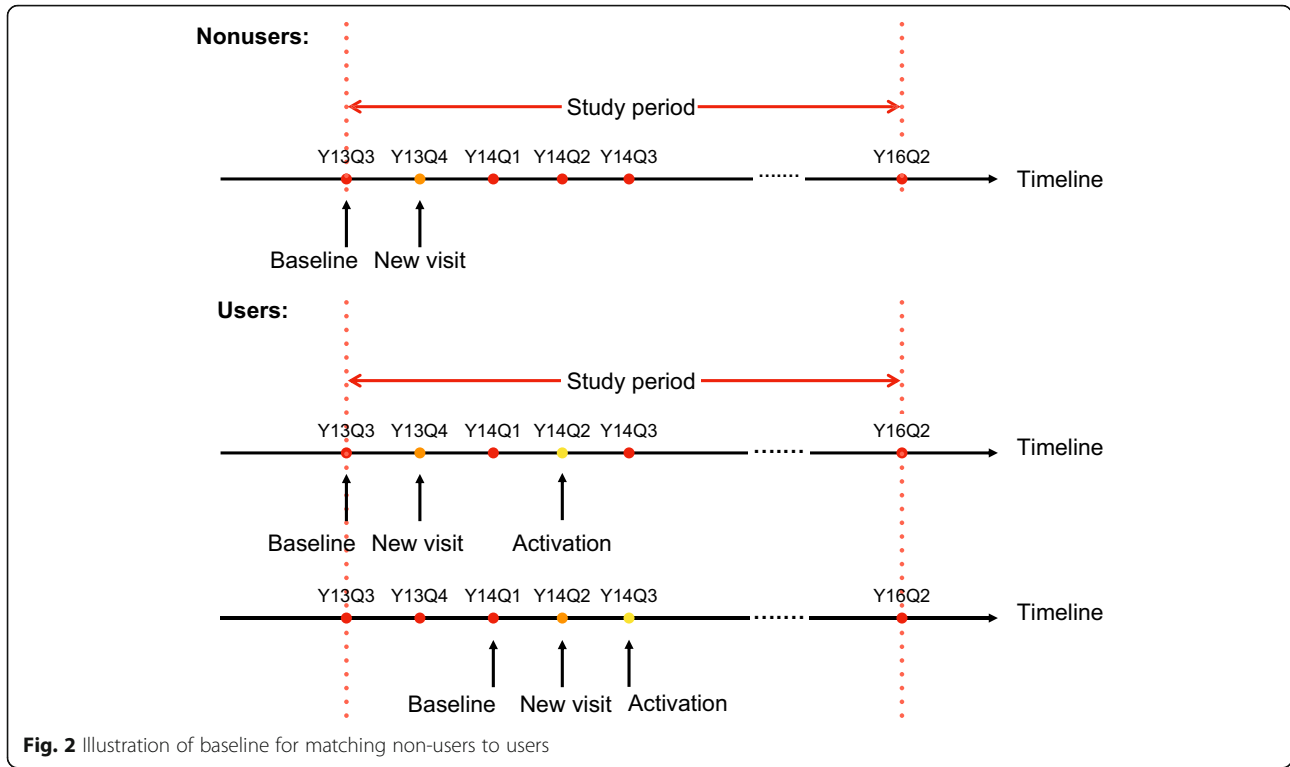 Nonusers:
Study period
Y13Q3 Y13Q4 Y14Q1 Y14Q2 Y14Q3 ....... Y16Q2
Timeline
Baseline New visit
Users:
Study period
Y13Q3 Y13Q4 Y14Q1 Y14Q2 Y14Q3 ....... Y16Q2
Timeline
Baseline New visit Activation
Y13Q3 Y13Q4 Y14Q1 Y14Q2 Y14Q3 ....... Y16Q2
Timeline
Baseline New visit Activation
Fig. 2 Illustration of baseline for matching non-users to users